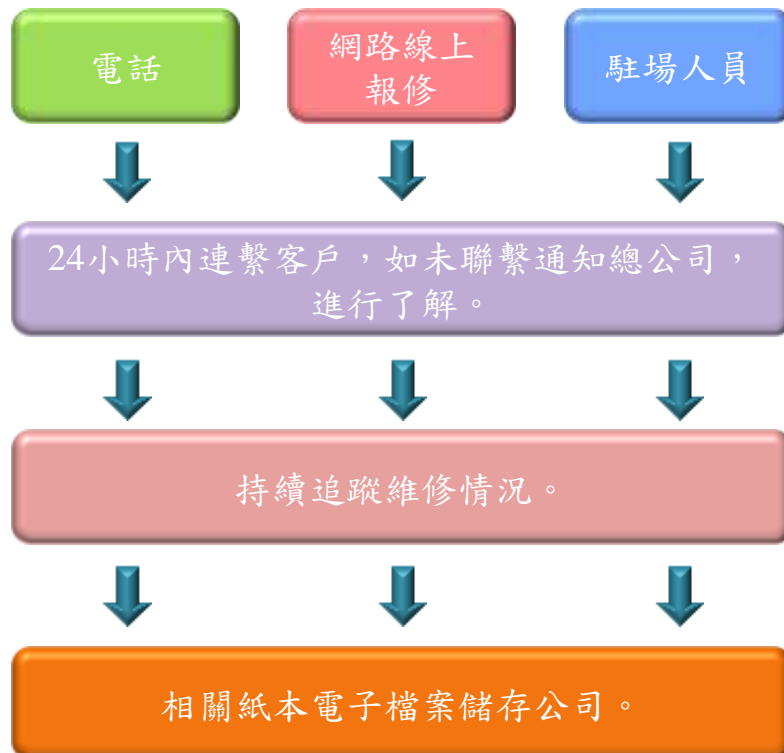 電話
網路線上
報修
駐場人員
24小時內連繫客戶，如未聯繫通知總公司，
進行了解。
持續追蹤維修情況。
相關紙本電子檔案儲存公司。